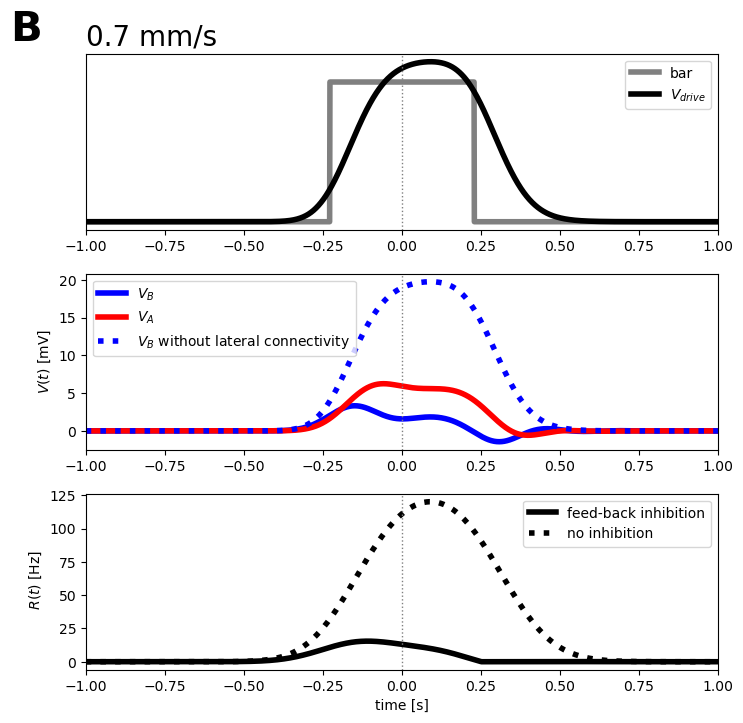 B
0.7 mm/s
bar
V_drive
−1.00 −0.75 −0.50 −0.25 0.00 0.25 0.50 0.75 1.00
20
15
10
5
0
V(t) [mV]
V_B
V_A
V_B without lateral connectivity
−1.00 −0.75 −0.50 −0.25 0.00 0.25 0.50 0.75 1.00
125
100
75
50
25
0
R(t) [Hz]
feed-back inhibition
no inhibition
−1.00 −0.75 −0.50 −0.25 0.00 0.25 0.50 0.75 1.00
time [s]